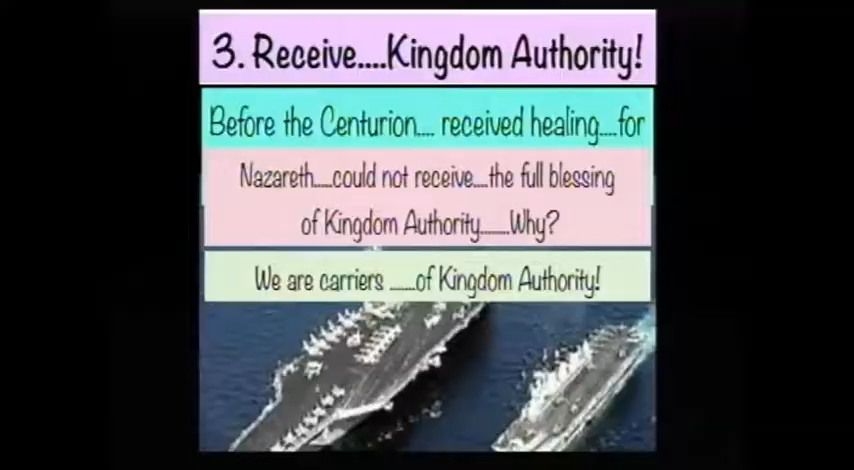 3. Receive....Kingdom Authority!
Before the Centurion.... received healing....for
Nazareth.....could not receive....the full blessing
of Kingdom Authority.......Why?
We are carriers ......of Kingdom Authority!